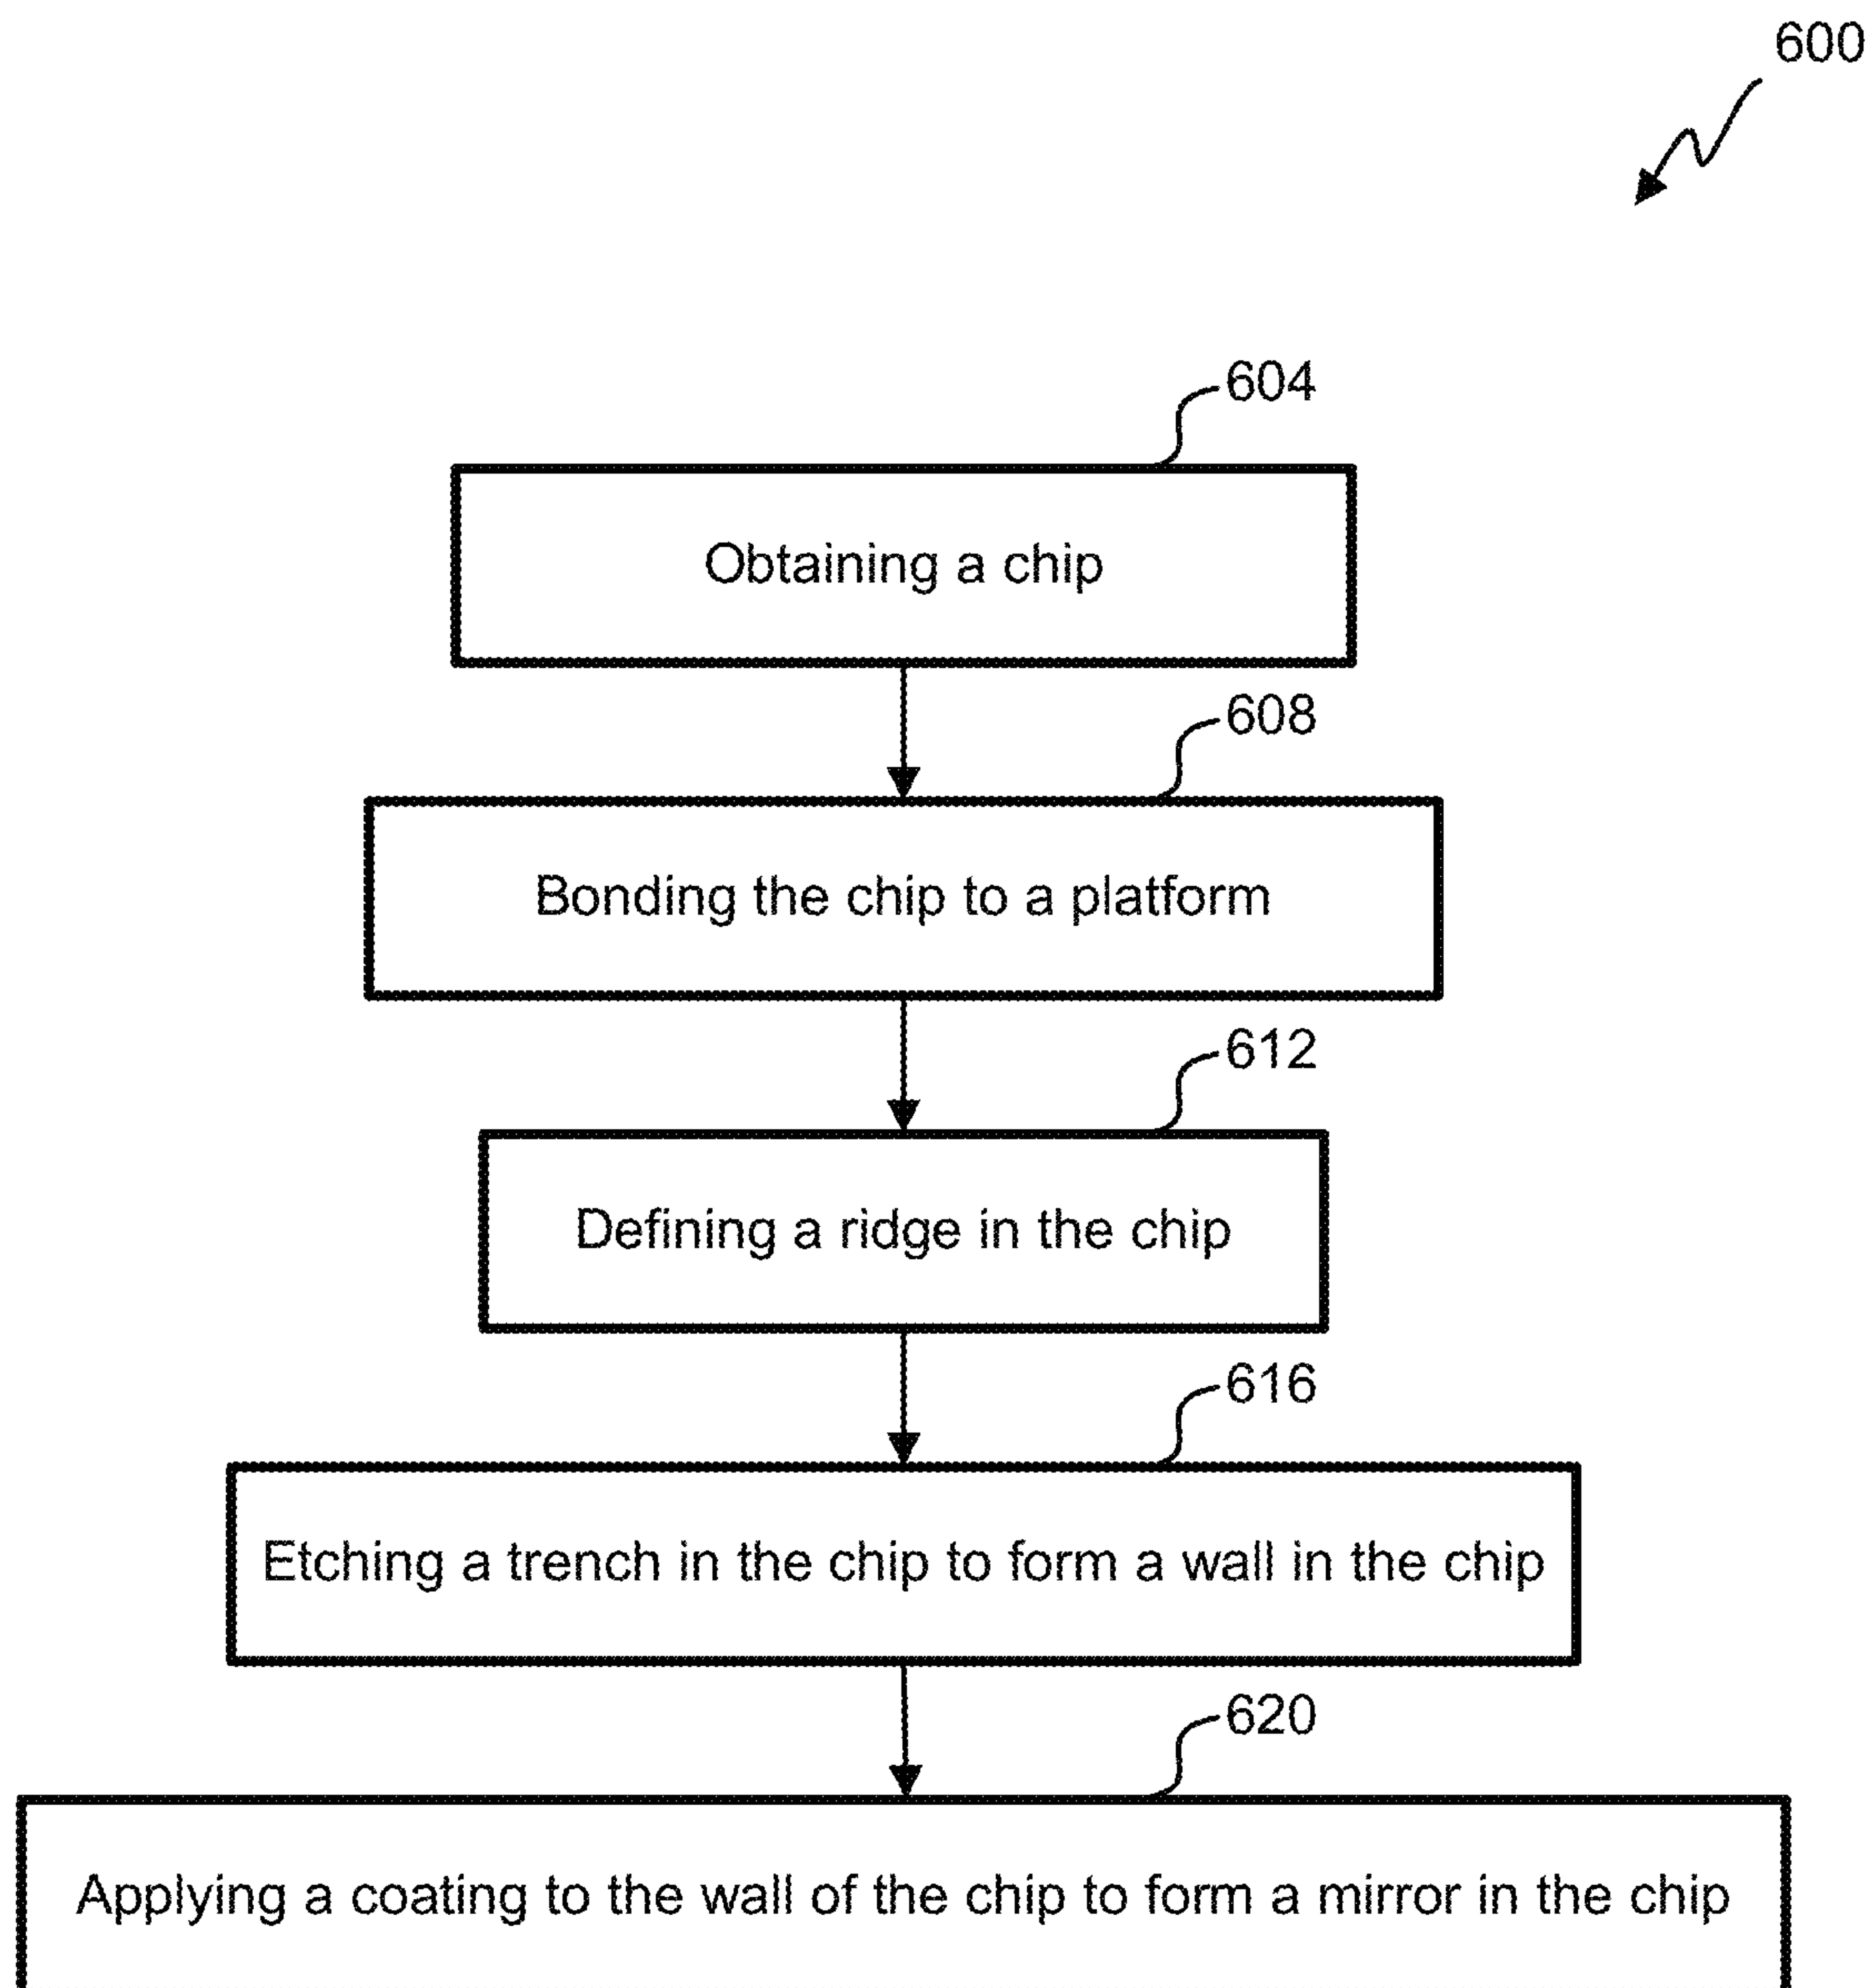 600
604
Obtaining a chip
608
Bonding the chip to a platform
612
Defining a ridge in the chip
616
Etching a trench in the chip to form a wall in the chip
620
Applying a coating to the wall of the chip to form a mirror in the chip